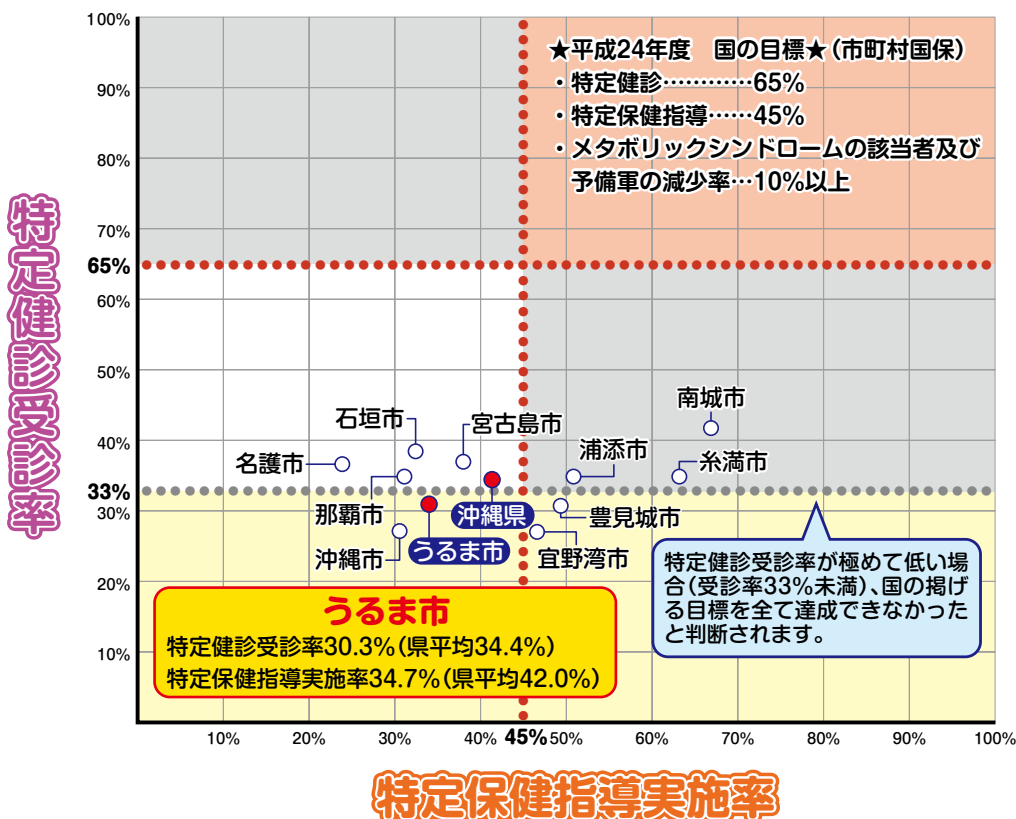 100%
90%
80%
70%
65%
60%
50%
40%
33%
30%
20%
10%
特定健診受診率
★平成24年度　国の目標★(市町村国保)
・特定健診…………65%
・特定保健指導……45%
・メタボリックシンドロームの該当者及び
予備軍の減少率…10%以上
南城市
石垣市
宮古島市
浦添市
名護市
糸満市
那覇市
沖縄県
豊見城市
沖縄市
うるま市
宜野湾市
特定健診受診率が極めて低い場
合(受診率33%未満)、国の掲げ
る目標を全て達成できなかった
と判断されます。
うるま市
特定健診受診率30.3%(県平均34.4%)
特定保健指導実施率34.7%(県平均42.0%)
10%
20%
30%
40%
45%
50%
60%
70%
80%
90%
100%
特定保健指導実施率